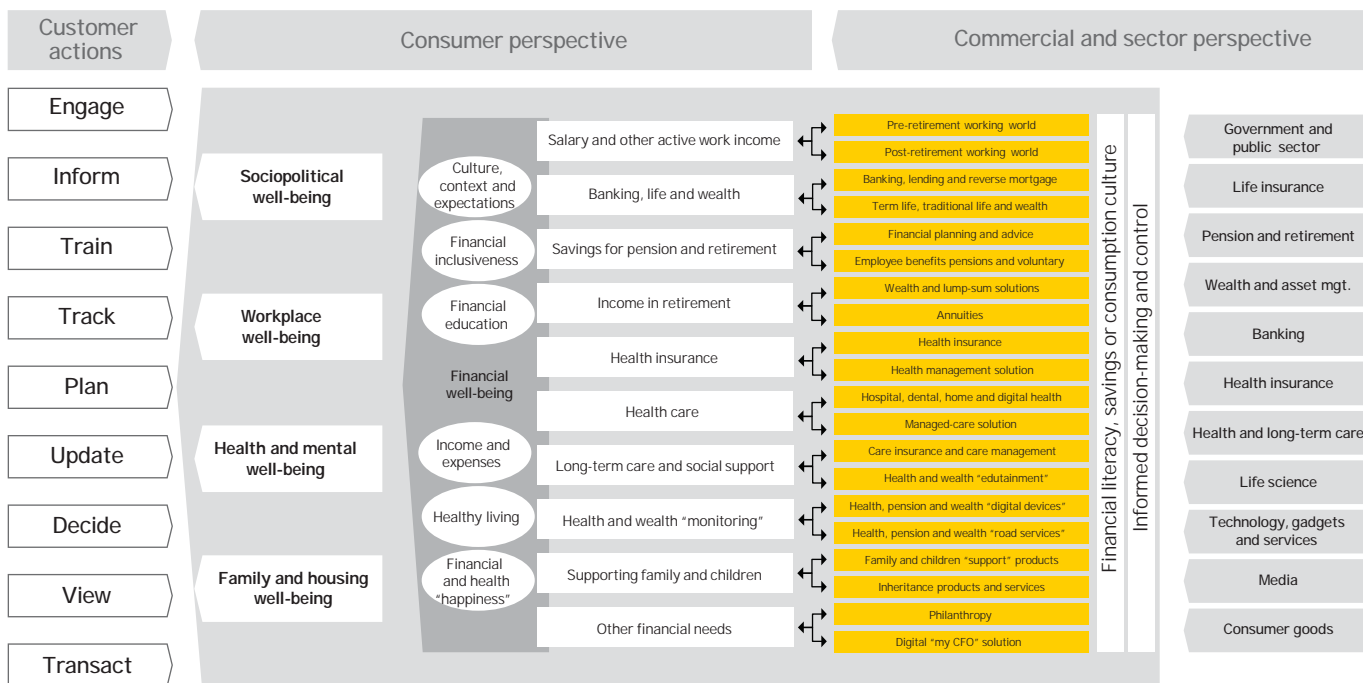 Customer
actions
Consumer perspective
Commercial and sector perspective
Engage
Inform
Train
Track
Plan
Update
Decide
View
Transact
Sociopolitical
well-being
Workplace
well-being
Health and mental
well-being
Family and housing
well-being
Culture,
context and
expectations
Financial
inclusiveness
Financial
education
Financial
well-being
Income and
expenses
Healthy living
Financial
and health
“happiness”
Salary and other active work income
Banking, life and wealth
Savings for pension and retirement
Income in retirement
Health insurance
Health care
Long-term care and social support
Health and wealth “monitoring”
Supporting family and children
Other financial needs
Pre-retirement working world
Post-retirement working world
Banking, lending and reverse mortgage
Term life, traditional life and wealth
Financial planning and advice
Employee benefits pensions and voluntary
Wealth and lump-sum solutions
Annuities
Health insurance
Health management solution
Hospital, dental, home and digital health
Managed-care solution
Care insurance and care management
Health and wealth “edutainment”
Health, pension and wealth “digital devices”
Health, pension and wealth “road services”
Family and children “support” products
Inheritance products and services
Philanthropy
Digital “my CFO” solution
Financial literacy, savings or consumption culture
Informed decision-making and control
Government and
public sector
Life insurance
Pension and retirement
Wealth and asset mgt.
Banking
Health insurance
Health and long-term care
Life science
Technology, gadgets
and services
Media
Consumer goods